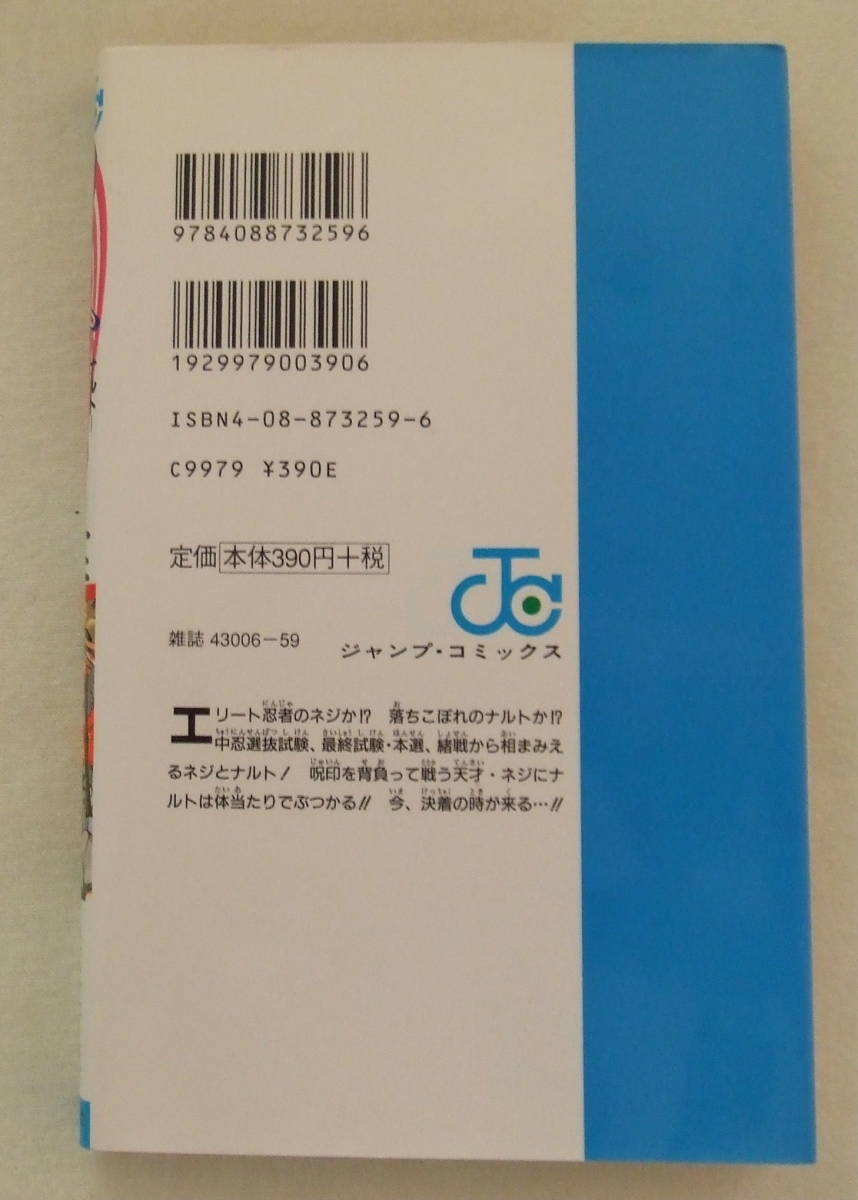 9784088732596
1929979003906
ISBN4-08-873259-6
C9979 ¥390E
定価 本体390円+税
雑誌 43006-59
ジャンプ・コミックス
エリート忍者のネジか!? 落ちこぼれのナルトか!?
中忍選抜試験、最終試験・本選、緒戦から相まみえ
るネジとナルト! 呪印を背負って戦う天才・ネジにナ
ルトは体当たりでぶつかる!! 今、決着の時が来る…!!